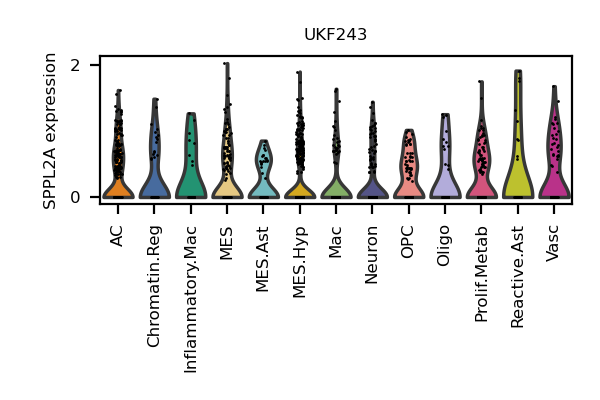 UKF243
SPPL2A expression
2
0
AC
Chromatin.Reg
Inflammatory.Mac
MES
MES.Ast
MES.Hyp
Mac
Neuron
OPC
Oligo
Prolif.Metab
Reactive.Ast
Vasc